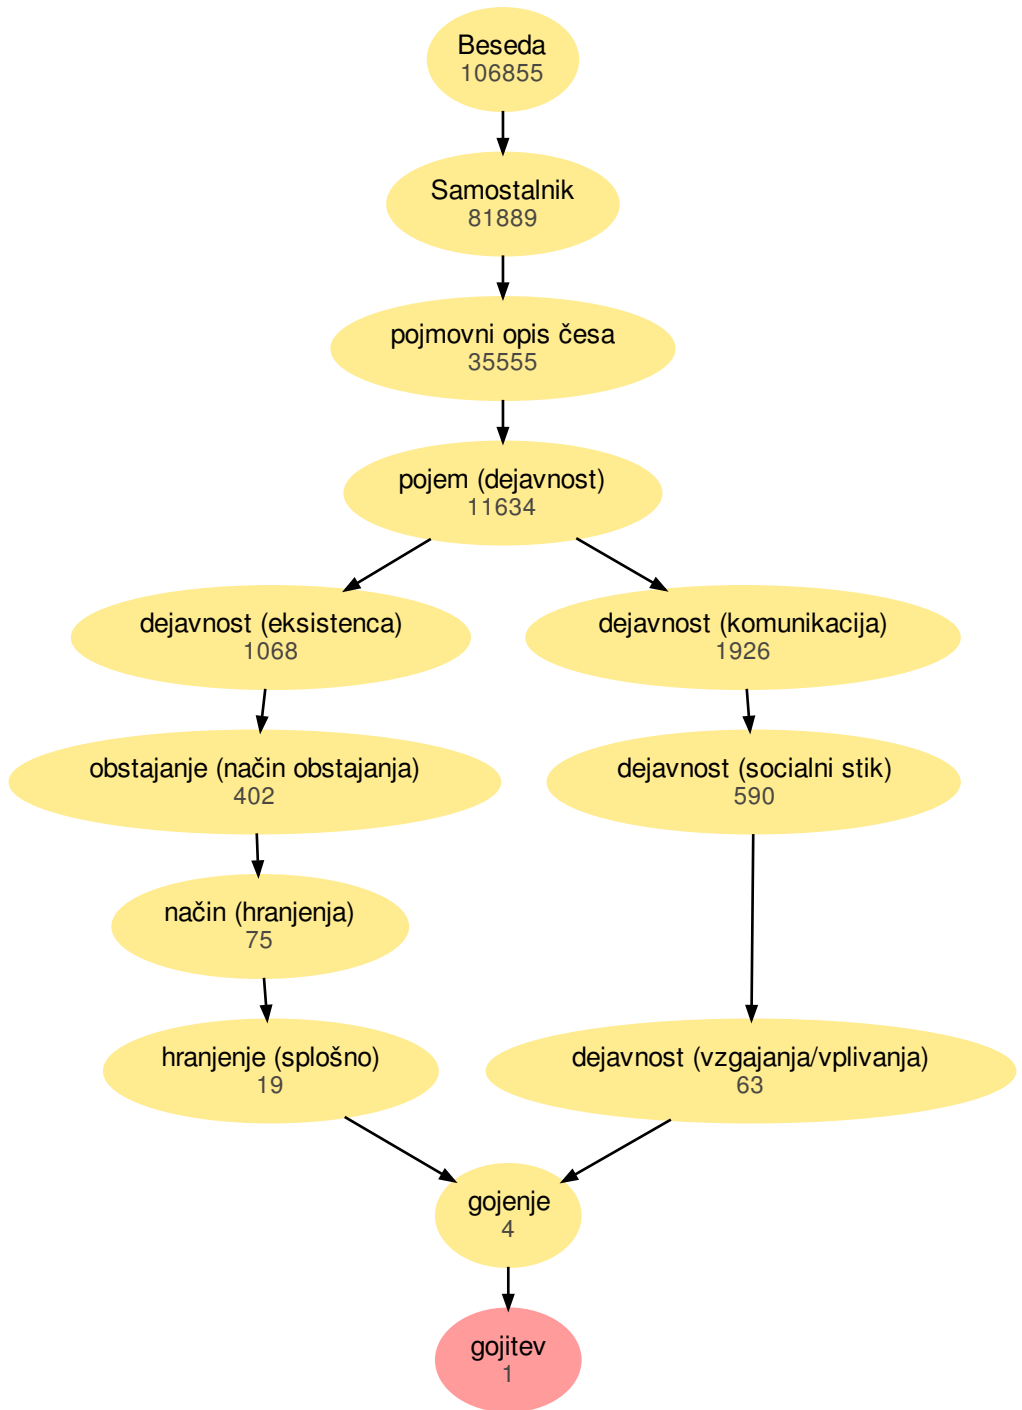 Beseda
106855
Samostalnik
81889
pojmovni opis česa
35555
pojem (dejavnost)
11634
dejavnost (eksistenca)
1068
dejavnost (komunikacija)
1926
obstajanje (način obstajanja)
402
dejavnost (socialni stik)
590
način (hranjenja)
75
hranjenje (splošno)
19
dejavnost (vzgajanja/vplivanja)
63
gojenje
4
gojitev
1